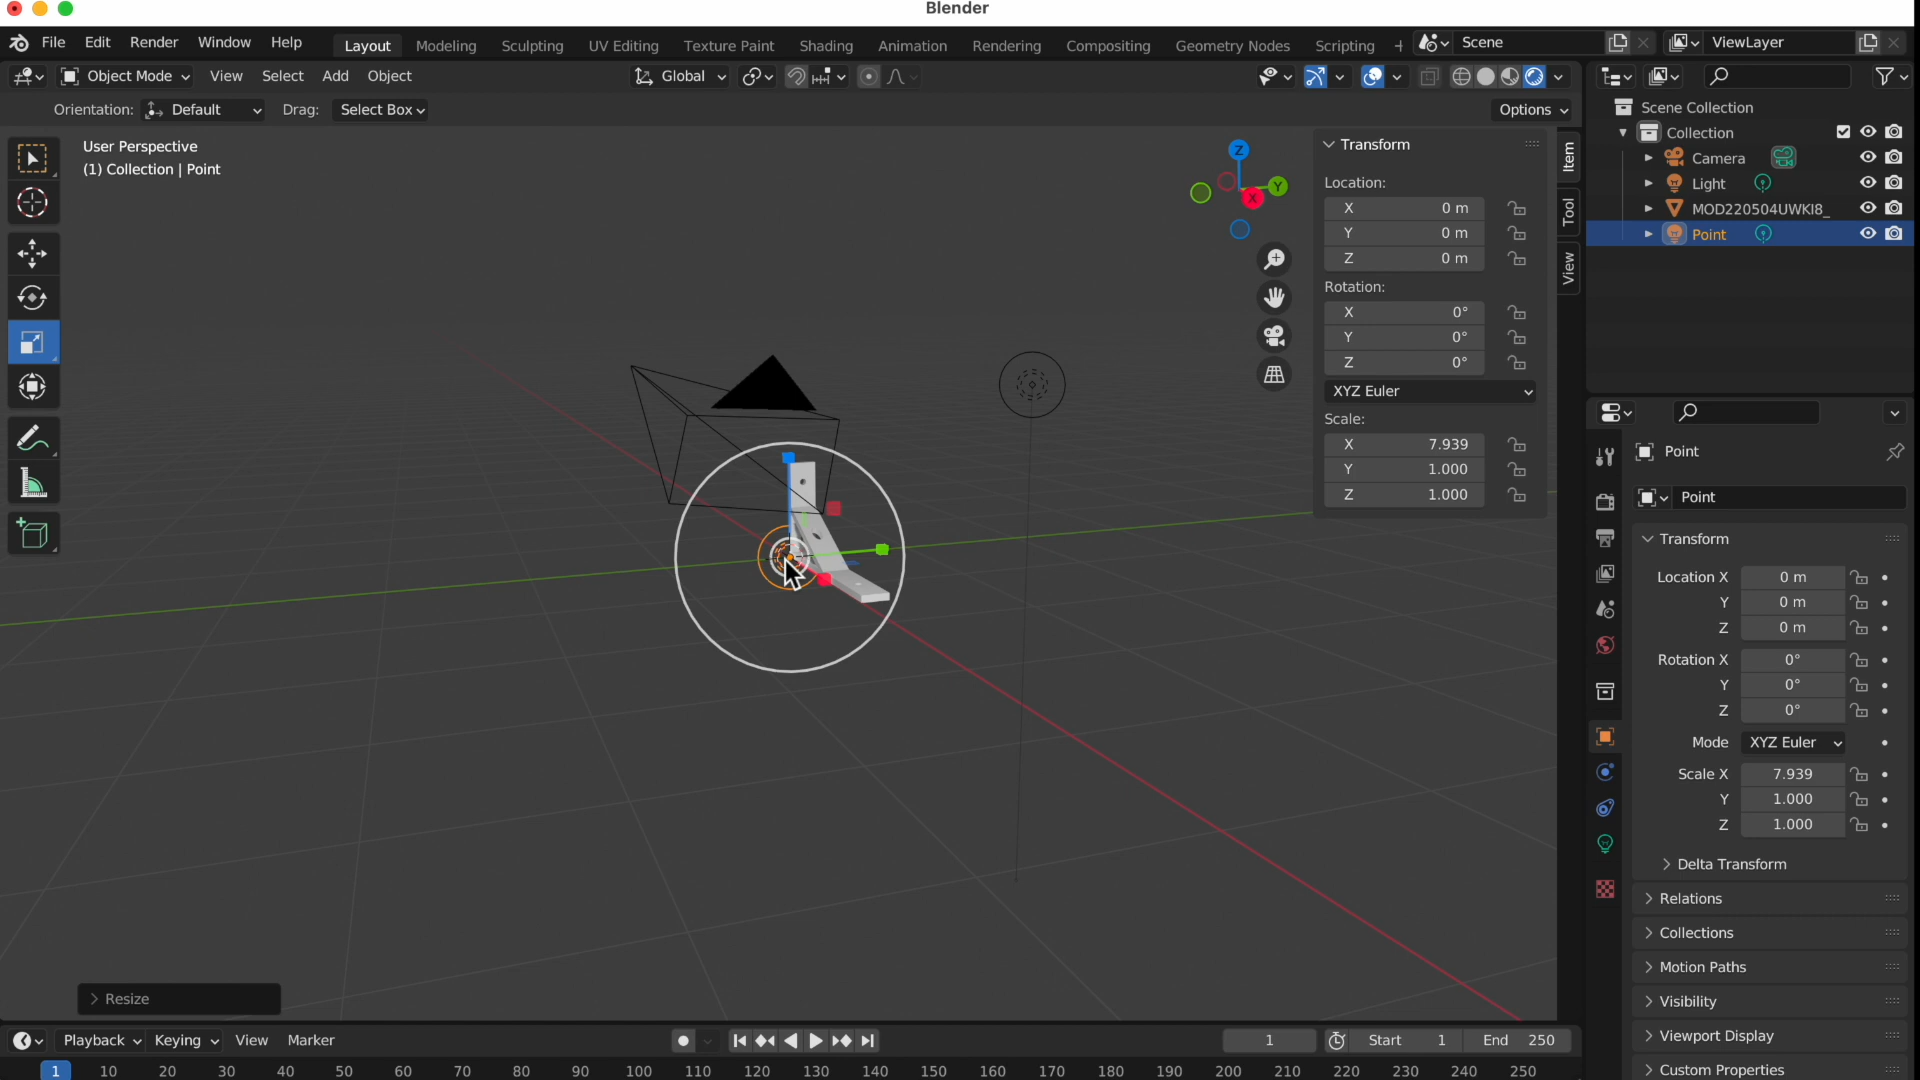 Blender
File Edit Render Window Help
Layout Modeling Sculpting UV Editing Texture Paint Shading Animation Rendering Compositing Geometry Nodes Scripting +
Scene
ViewLayer
Object Mode View Select Add Object
Global
Orientation: Default Drag: Select Box
Options
User Perspective
(1) Collection | Point
Z
Y
X
Transform
Location:
X 0 m
Y 0 m
Z 0 m
Rotation:
X 0°
Y 0°
Z 0°
XYZ Euler
Scale:
X 7.939
Y 1.000
Z 1.000
Item
Tool
View
Scene Collection
Collection
Camera
Light
MOD220504UWKI8_
Point
Point
Point
Transform
Location X 0 m
Y 0 m
Z 0 m
Rotation X 0°
Y 0°
Z 0°
Mode XYZ Euler
Scale X 7.939
Y 1.000
Z 1.000
Delta Transform
Relations
Collections
Motion Paths
Visibility
Viewport Display
Custom Properties
Resize
Playback Keying View Marker
1
Start 1
End 250
1 10 20 30 40 50 60 70 80 90 100 110 120 130 140 150 160 170 180 190 200 210 220 230 240 250